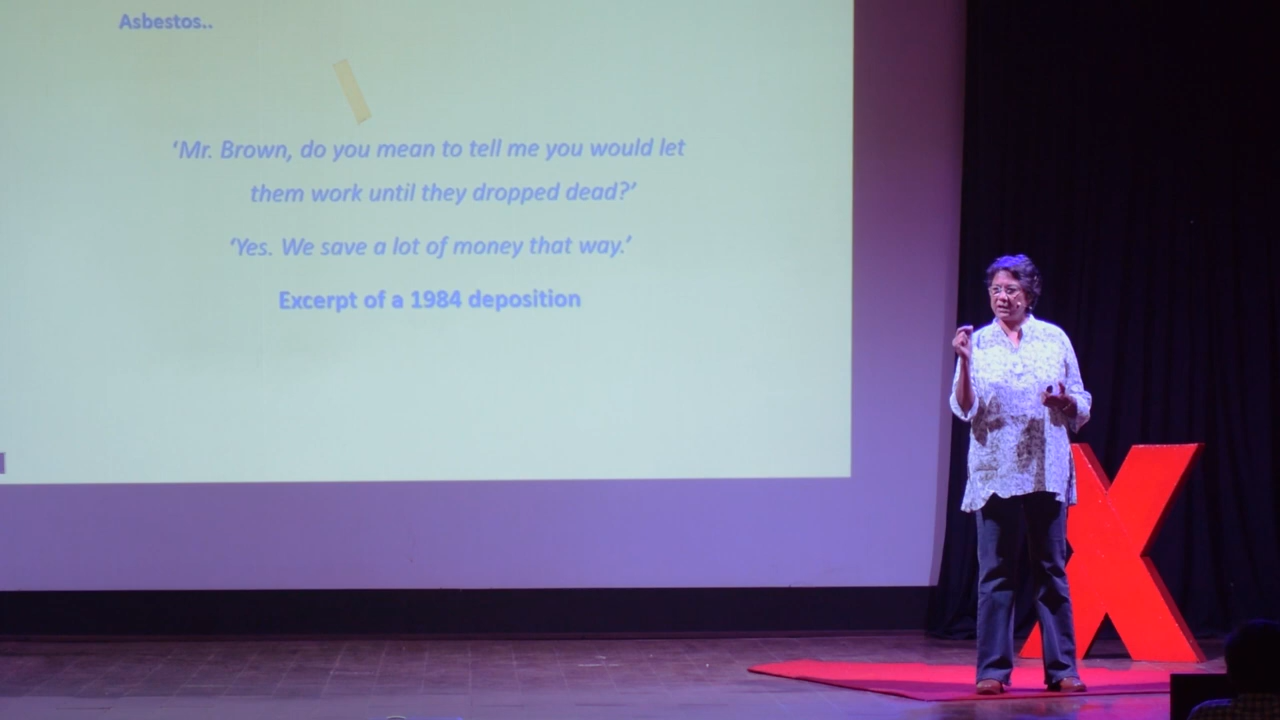 Asbestos..
‘Mr. Brown, do you mean to tell me you would let
them work until they dropped dead?’
‘Yes. We save a lot of money that way.’
Excerpt of a 1984 deposition
X